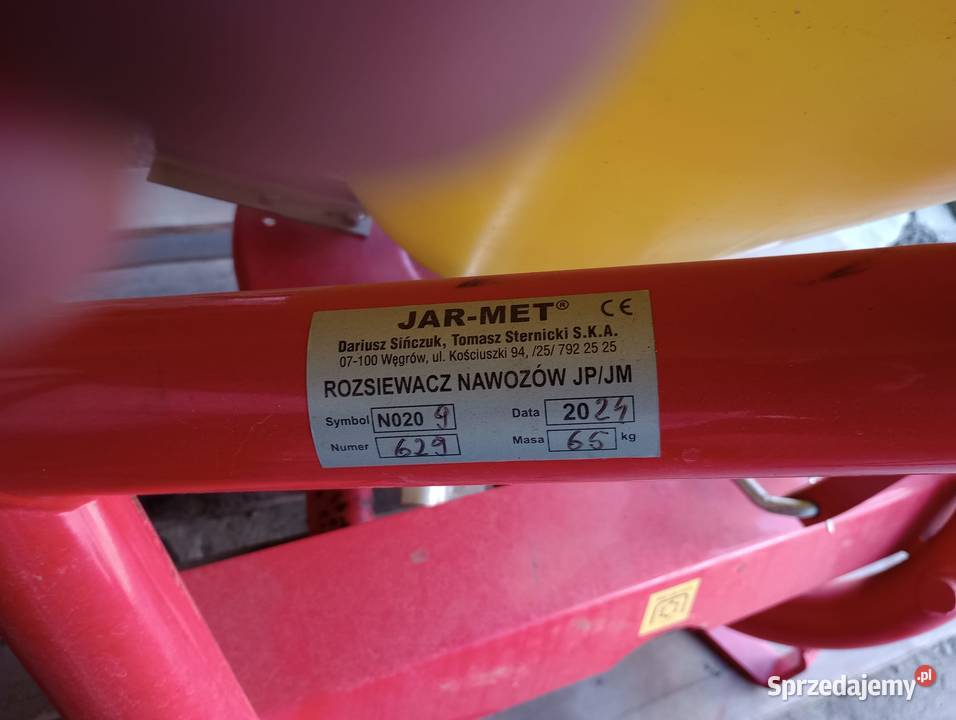 JAR-MET® CE
Dariusz Sińczuk, Tomasz Sternicki S.K.A.
07-100 Węgrów, ul. Kościuszki 94, /25/ 792 25 25
ROZSIEWACZ NAWOZÓW JP/JM
Symbol N020 9 Data 2024
Numer 629 Masa 65 kg
Sprzedajemy.pl